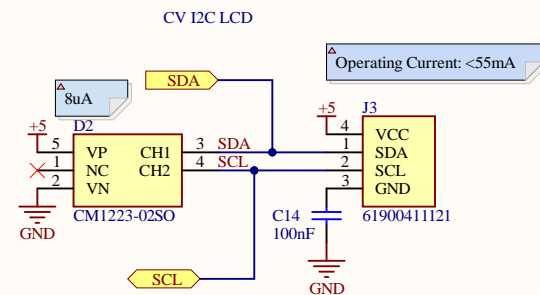 CV I2C LCD
SDA
Operating Current: <55mA
8uA
+5
+5
D2
J3
5 VP CH1 3 SDA
1 NC CH2 4 SCL
2 VN
4 VCC
1 SDA
2 SCL
3 GND
CM1223-02SO
C14
100nF
61900411121
GND
SCL
GND